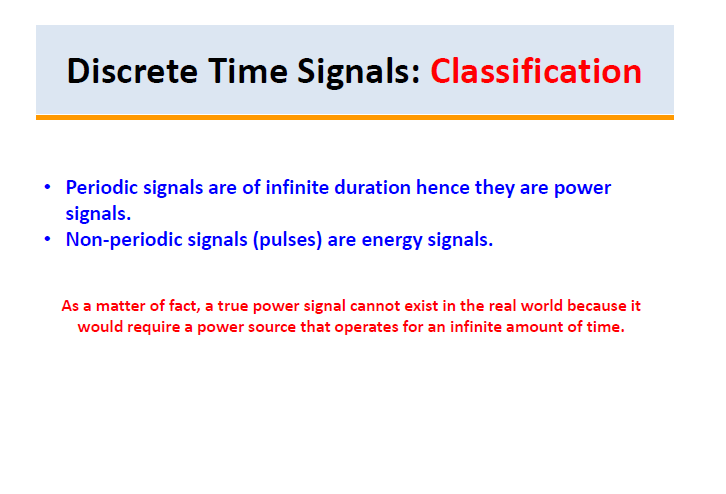 Discrete Time Signals: Classification
• Periodic signals are of infinite duration hence they are power
signals.
• Non-periodic signals (pulses) are energy signals.
As a matter of fact, a true power signal cannot exist in the real world because it
would require a power source that operates for an infinite amount of time.